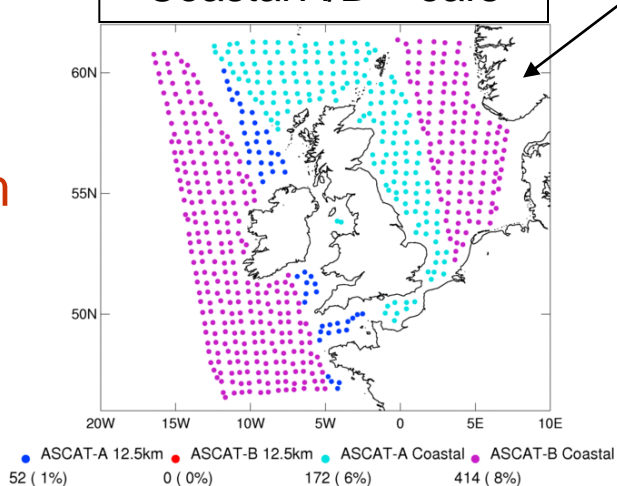 60N
n
55N
50N
20W 15W 10W 5W 0 5E 10E
ASCAT-A 12.5km ASCAT-B 12.5km ASCAT-A Coastal ASCAT-B Coastal
52 ( 1%) 0 ( 0%) 172 ( 6%) 414 ( 8%)